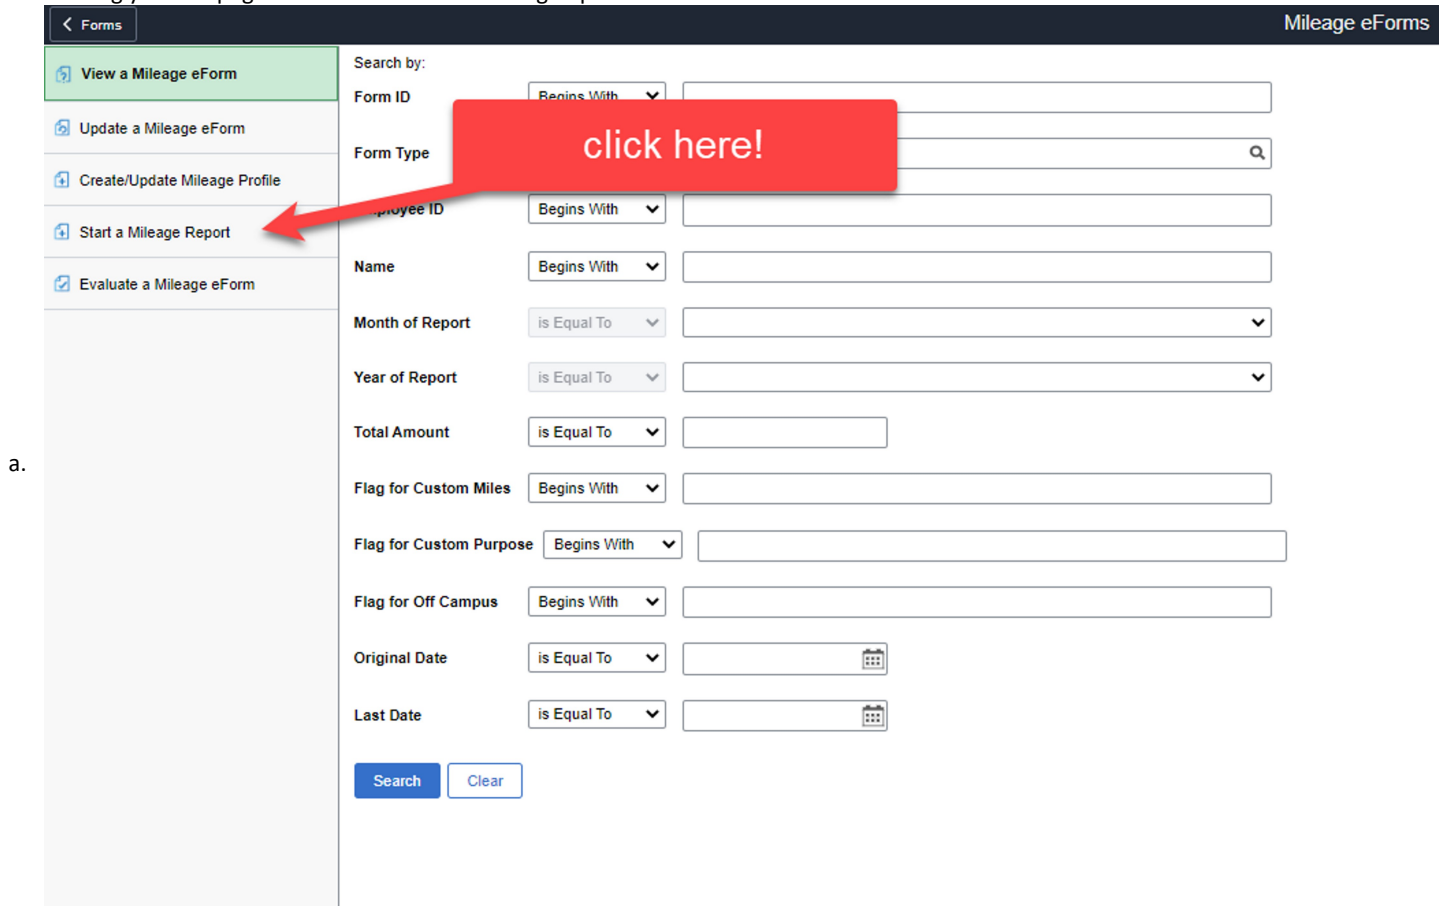 Forms
Mileage eForms
View a Mileage eForm
Update a Mileage eForm
Create/Update Mileage Profile
Start a Mileage Report
Evaluate a Mileage eForm
Search by:
Form ID Begins With
click here!
Form Type
Employee ID Begins With
Name Begins With
Month of Report is Equal To
Year of Report is Equal To
Total Amount is Equal To
a.
Flag for Custom Miles Begins With
Flag for Custom Purpose Begins With
Flag for Off Campus Begins With
Original Date is Equal To
Last Date is Equal To
Search Clear